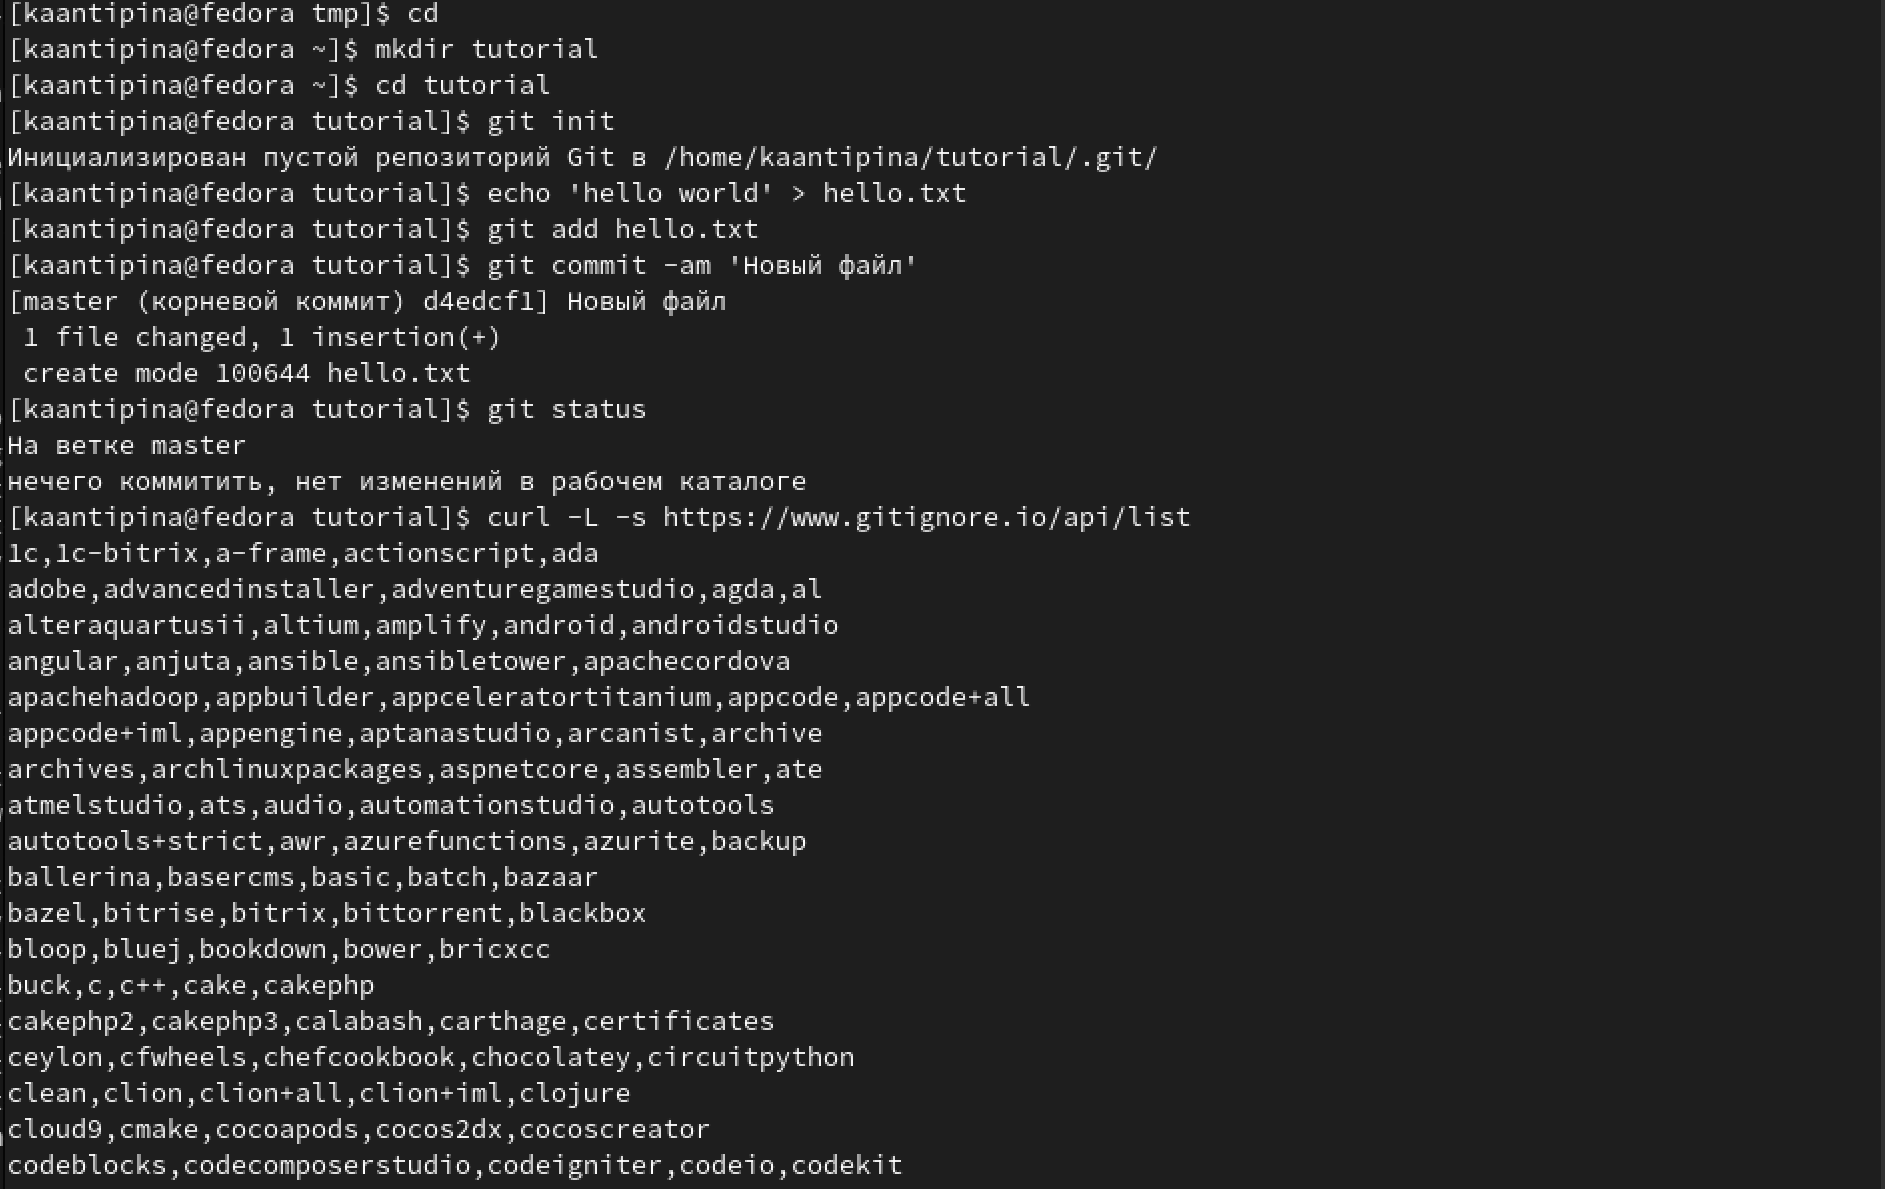 [kaantipina@fedora tmp]$ cd
[kaantipina@fedora ~]$ mkdir tutorial
[kaantipina@fedora ~]$ cd tutorial
[kaantipina@fedora tutorial]$ git init
Инициализирован пустой репозиторий Git в /home/kaantipina/tutorial/.git/
[kaantipina@fedora tutorial]$ echo 'hello world' > hello.txt
[kaantipina@fedora tutorial]$ git add hello.txt
[kaantipina@fedora tutorial]$ git commit -am 'Новый файл'
[master (корневой коммит) d4edcf1] Новый файл
 1 file changed, 1 insertion(+)
 create mode 100644 hello.txt
[kaantipina@fedora tutorial]$ git status
На ветке master
нечего коммитить, нет изменений в рабочем каталоге
[kaantipina@fedora tutorial]$ curl -L -s https://www.gitignore.io/api/list
1c,1c-bitrix,a-frame,actionscript,ada
adobe,advancedinstaller,adventuregamestudio,agda,al
alteraquartusii,altium,amplify,android,androidstudio
angular,anjuta,ansible,ansibletower,apachecordova
apachehadoop,appbuilder,appceleratortitanium,appcode,appcode+all
appcode+iml,appengine,aptanastudio,arcanist,archive
archives,archlinuxpackages,aspnetcore,assembler,ate
atmelstudio,ats,audio,automationstudio,autotools
autotools+strict,awr,azurefunctions,azurite,backup
ballerina,basercms,basic,batch,bazaar
bazel,bitrise,bitrix,bittorrent,blackbox
bloop,bluej,bookdown,bower,bricxcc
buck,c,c++,cake,cakephp
cakephp2,cakephp3,calabash,carthage,certificates
ceylon,cfwheels,chefcookbook,chocolatey,circuitpython
clean,clion,clion+all,clion+iml,clojure
cloud9,cmake,cocoapods,cocos2dx,cocoscreator
codeblocks,codecomposerstudio,codeigniter,codeio,codekit